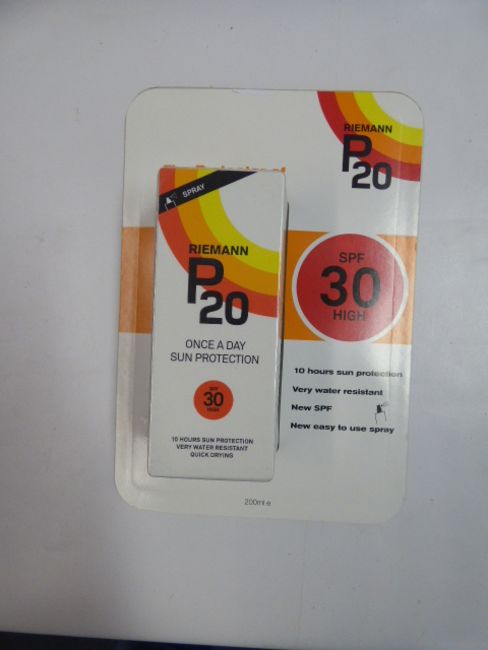 RIEMANN
P20
SPRAY
RIEMANN
P20
ONCE A DAY
SUN PROTECTION
SPF
30
HIGH
10 HOURS SUN PROTECTION
VERY WATER RESISTANT
QUICK DRYING
SPF
30
HIGH
10 hours sun protection
Very water resistant
New SPF
New easy to use spray
200ml e